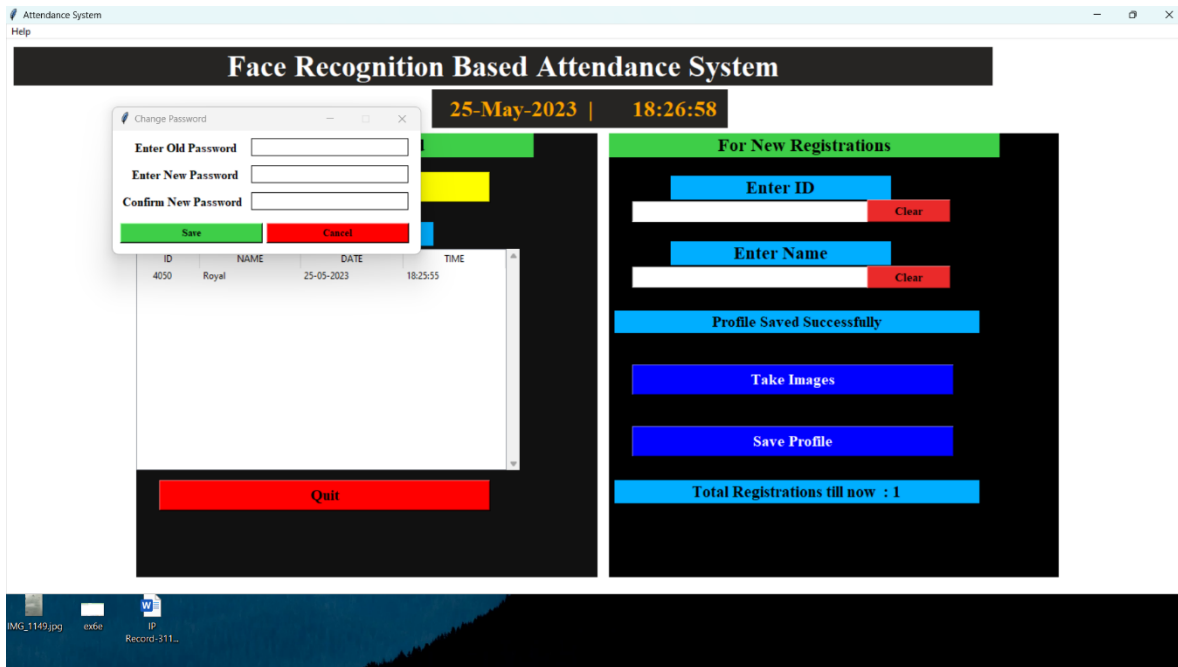 Attendance System
Help
Face Recognition Based Attendance System
25-May-2023 | 18:26:58
Change Password
Enter Old Password
Enter New Password
Confirm New Password
Save Cancel
ID NAME DATE TIME
4050 Royal 25-05-2023 18:25:55
Quit
For New Registrations
Enter ID
Clear
Enter Name
Clear
Profile Saved Successfully
Take Images
Save Profile
Total Registrations till now : 1
IMG_1149.jpg
ex6e
IP
Record-311...